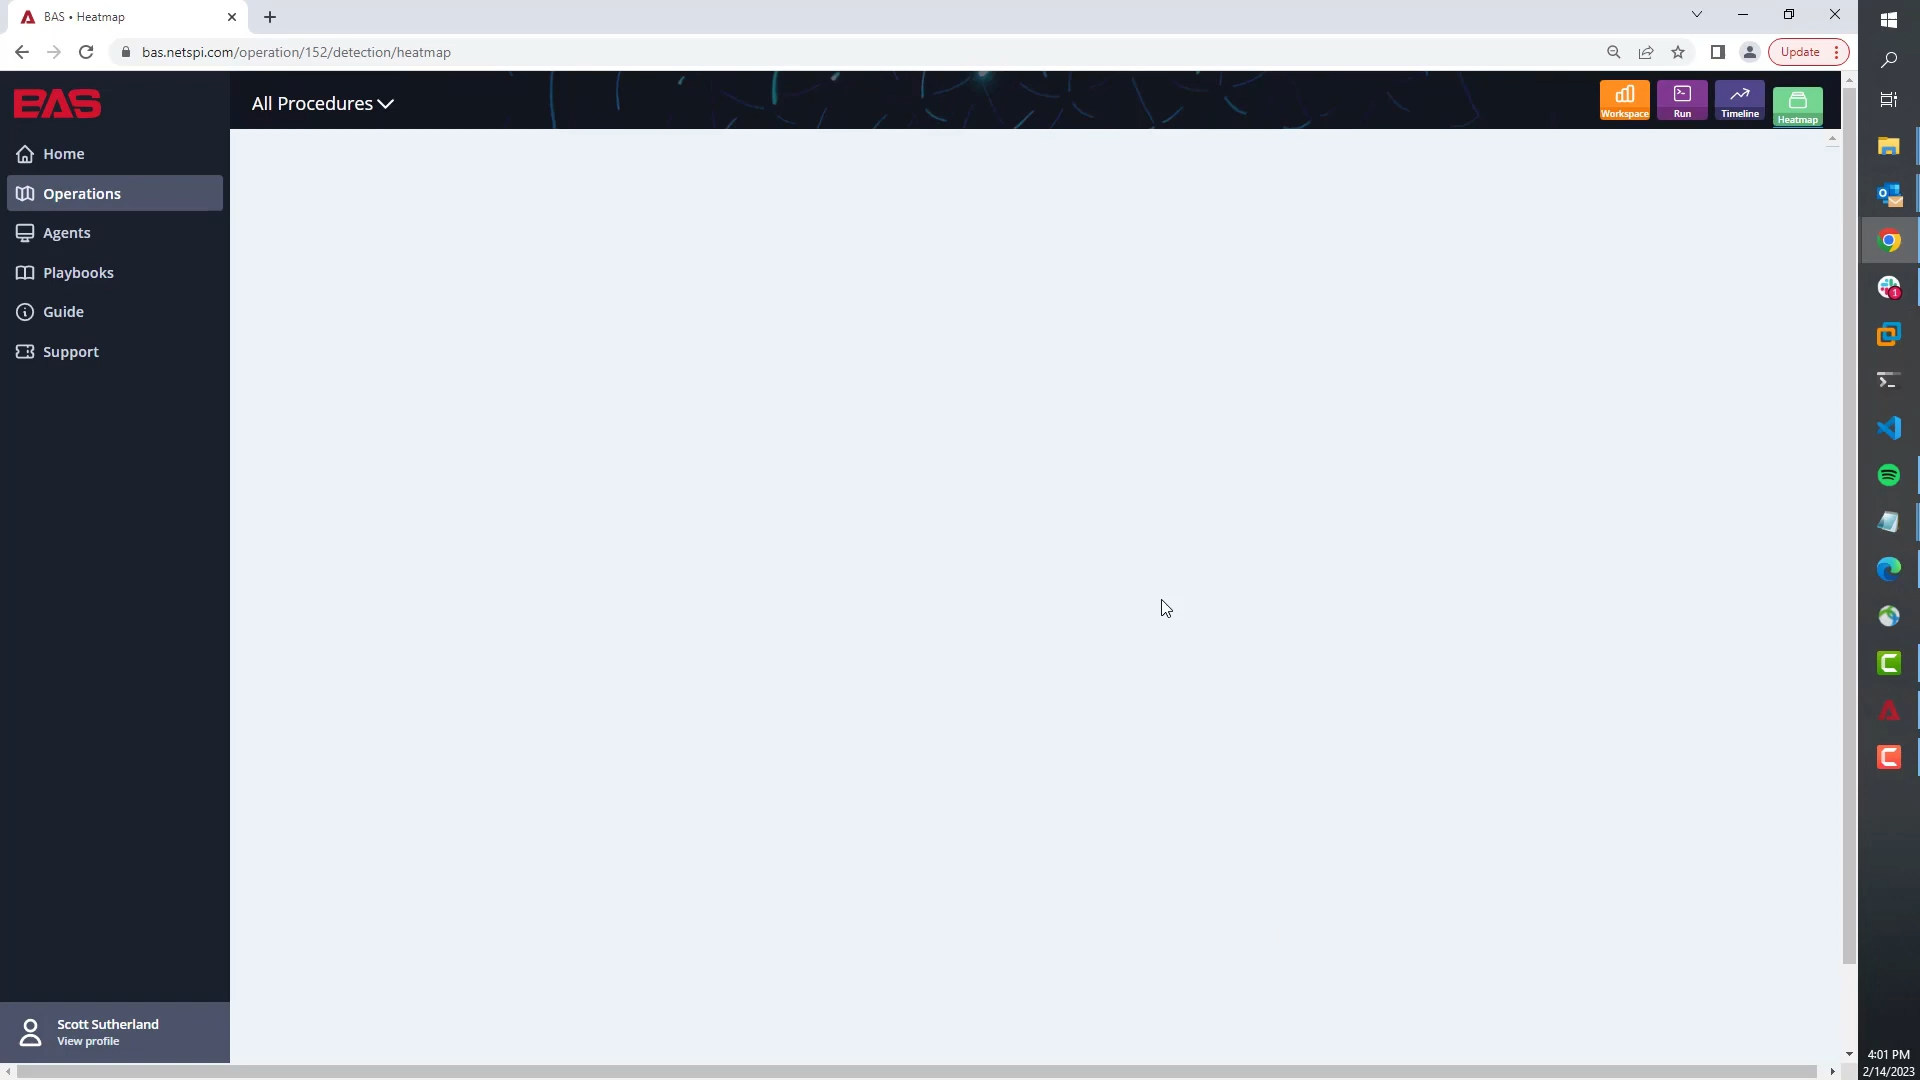 BAS • Heatmap
bas.netspi.com/operation/152/detection/heatmap
Update
BAS
All Procedures
Workspace
Run
Timeline
Heatmap
Home
Operations
Agents
Playbooks
Guide
Support
1
Scott Sutherland
View profile
4:01 PM
2/14/2023